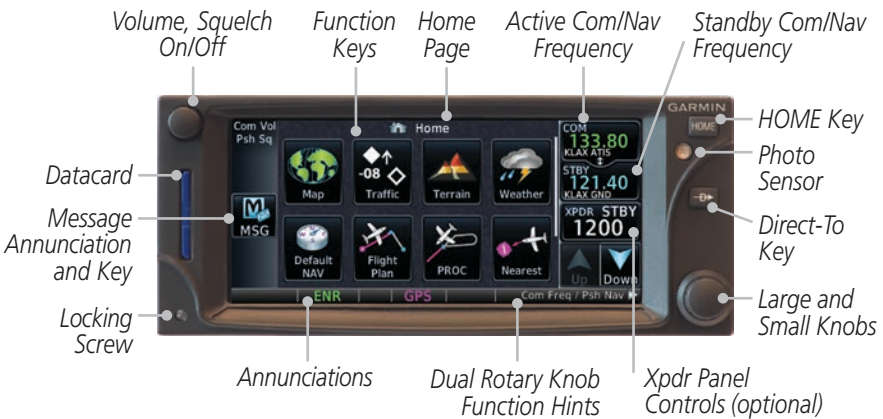 Volume, Squelch
On/Off
Function
Keys
Home
Page
Active Com/Nav
Frequency
Standby Com/Nav
Frequency
GARMIN
Com Vol
Psh Sq
Home
COM
133.80
KLAX ATIS
STBY
121.40
KLAX GND
XPDR STBY
1200
HOME
HOME Key
Photo
Sensor
Direct-To
Key
Large and
Small Knobs
Datacard
Message
Annunciation
and Key
Locking
Screw
MSG
Map
-08
Traffic
Terrain
Weather
Default
NAV
Flight
Plan
PROC
Nearest
Up
Down
ENR
GPS
Com Freq / Psh Nav
Annunciations
Dual Rotary Knob
Function Hints
Xpdr Panel
Controls (optional)